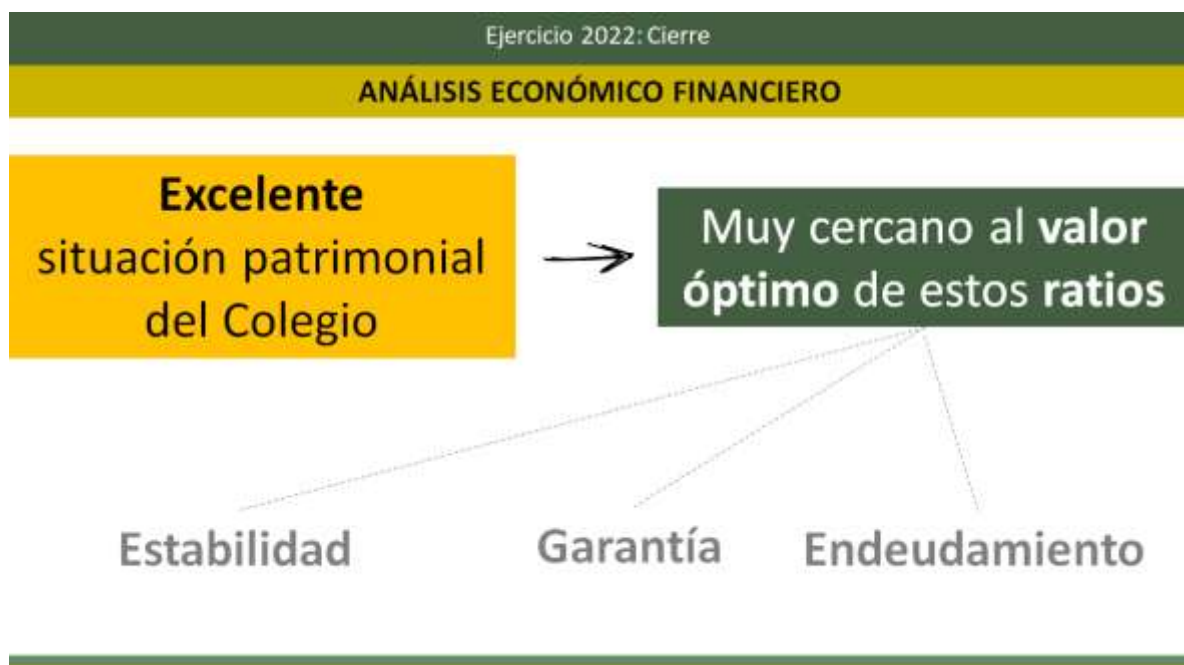 Ejercicio 2022: Cierre
ANÁLISIS ECONÓMICO FINANCIERO
Excelente
situación patrimonial
del Colegio
Muy cercano al valor
óptimo de estos ratios
Estabilidad
Garantía
Endeudamiento